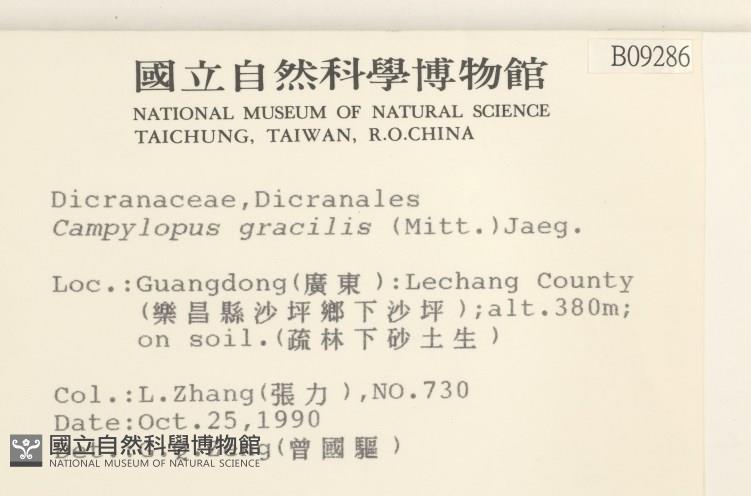 B09286
國立自然科學博物館
NATIONAL MUSEUM OF NATURAL SCIENCE
TAICHUNG, TAIWAN, R.O.CHINA
Dicranaceae,Dicranales
Campylopus gracilis (Mitt.)Jaeg.
Loc.:Guangdong(廣東):Lechang County
(樂昌縣沙坪鄉下沙坪);alt.380m;
on soil.(疏林下砂土生)
Col.:L.Zhang(張力),NO.730
Date:Oct.25,1990
(曾國驅)
國立自然科學博物館
NATIONAL MUSEUM OF NATURAL SCIENCE